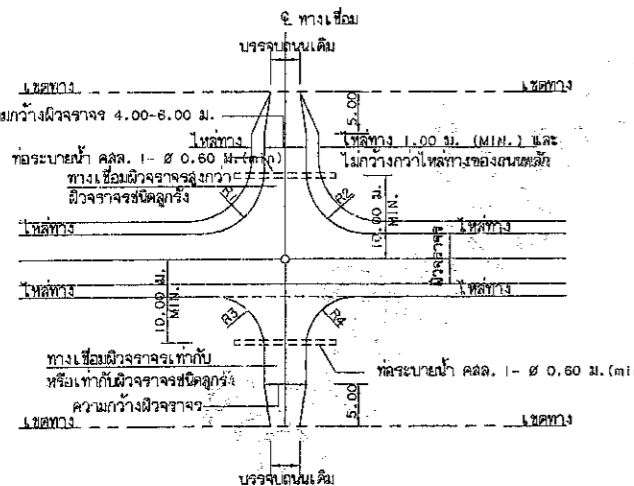 ℄ ทางเชื่อม
บรรจบถนนเดิม
เขตทาง
เขตทาง
มกว้างผิวจราจร 4.00-6.00 ม.
5.00
ไหล่ทาง
ไหล่ทาง 1.00 ม. (MIN.) และ
ไม่กว้างกว่าไหล่ทางของถนนหลัก
ท่อระบายน้ำ คสล. 1- Ø 0.60 ม.(min)
ทางเชื่อมผิวจราจรสูงกว่า
ผิวจราจรชนิดลูกรัง
R1
R2
10.00 ม.
MIN.
ไหล่ทาง
ไหล่ทาง
ผิวจราจร
ไหล่ทาง
ไหล่ทาง
10.00 ม.
MIN.
R3
R4
ทางเชื่อมผิวจราจรเท่ากับ
หรือเท่ากับผิวจราจรชนิดลูกรัง
ท่อระบายน้ำ คสล. 1- Ø 0.60 ม.(mi
ความกว้างผิวจราจร
5.00
เขตทาง
เขตทาง
บรรจบถนนเดิม